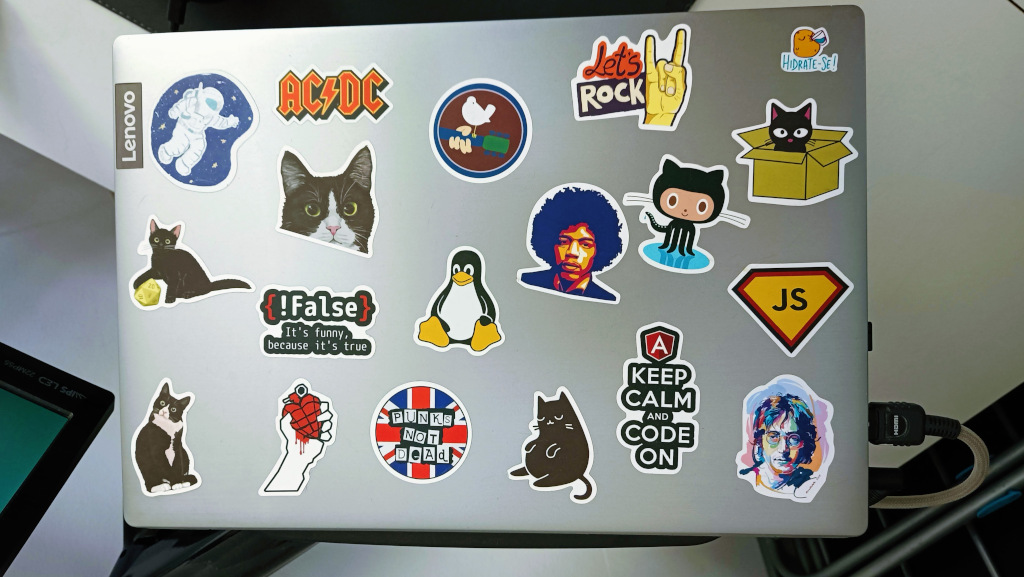 Lenovo
AC DC
Let's
ROCK
HIDRATE-SE!
{!False}
It's funny,
because it's true
JS
A
KEEP
CALM
AND
CODE
ON
PUNKS
NOT
DEAd
HDMI